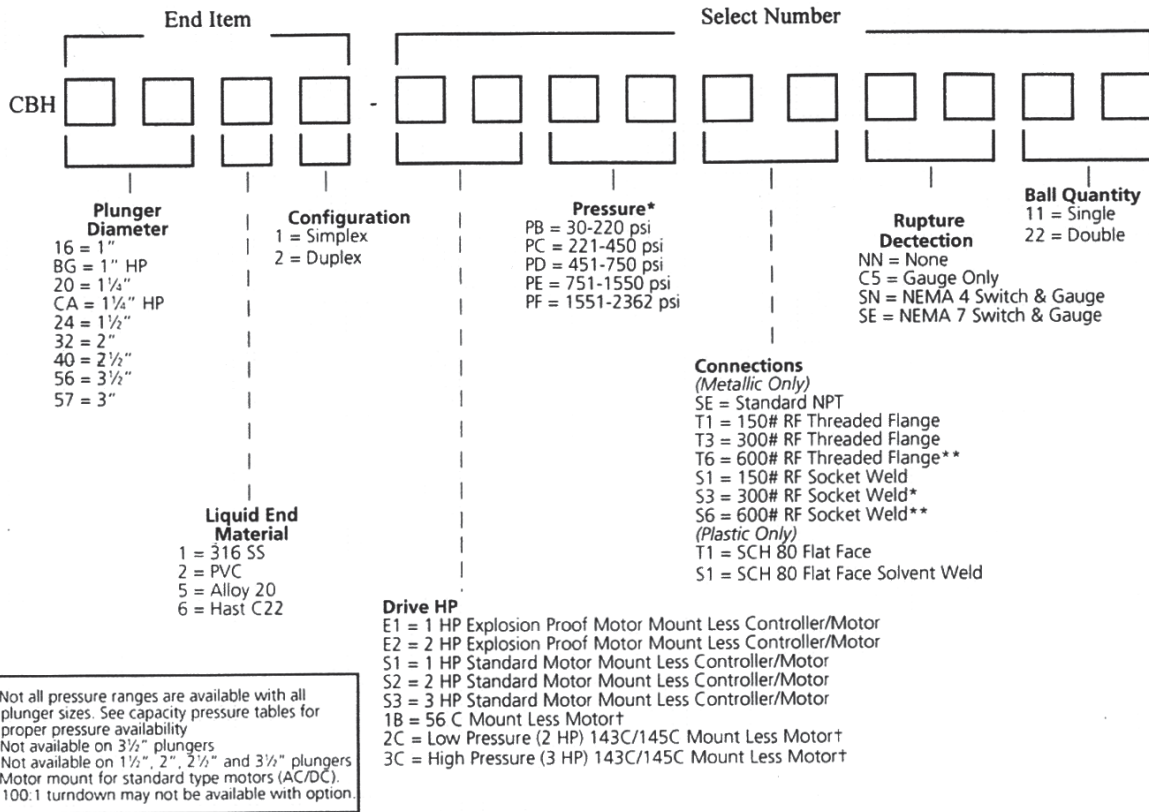 End Item
Select Number
CBH
-
Plunger
Diameter
16 = 1"
BG = 1" HP
20 = 1¼"
CA = 1¼" HP
24 = 1½"
32 = 2"
40 = 2½"
56 = 3½"
57 = 3"
Liquid End
Material
1 = 316 SS
2 = PVC
5 = Alloy 20
6 = Hast C22
Configuration
1 = Simplex
2 = Duplex
Drive HP
E1 = 1 HP Explosion Proof Motor Mount Less Controller/Motor
E2 = 2 HP Explosion Proof Motor Mount Less Controller/Motor
S1 = 1 HP Standard Motor Mount Less Controller/Motor
S2 = 2 HP Standard Motor Mount Less Controller/Motor
S3 = 3 HP Standard Motor Mount Less Controller/Motor
1B = 56 C Mount Less Motor†
2C = Low Pressure (2 HP) 143C/145C Mount Less Motor†
3C = High Pressure (3 HP) 143C/145C Mount Less Motor†
Pressure*
PB = 30-220 psi
PC = 221-450 psi
PD = 451-750 psi
PE = 751-1550 psi
PF = 1551-2362 psi
Connections
(Metallic Only)
SE = Standard NPT
T1 = 150# RF Threaded Flange
T3 = 300# RF Threaded Flange
T6 = 600# RF Threaded Flange**
S1 = 150# RF Socket Weld
S3 = 300# RF Socket Weld*
S6 = 600# RF Socket Weld**
(Plastic Only)
T1 = SCH 80 Flat Face
S1 = SCH 80 Flat Face Solvent Weld
Rupture
Dectection
NN = None
C5 = Gauge Only
SN = NEMA 4 Switch & Gauge
SE = NEMA 7 Switch & Gauge
Ball Quantity
11 = Single
22 = Double
Not all pressure ranges are available with all
plunger sizes. See capacity pressure tables for
proper pressure availability
Not available on 3½" plungers
Not available on 1½", 2", 2½" and 3½" plungers
Motor mount for standard type motors (AC/DC).
100:1 turndown may not be available with option.